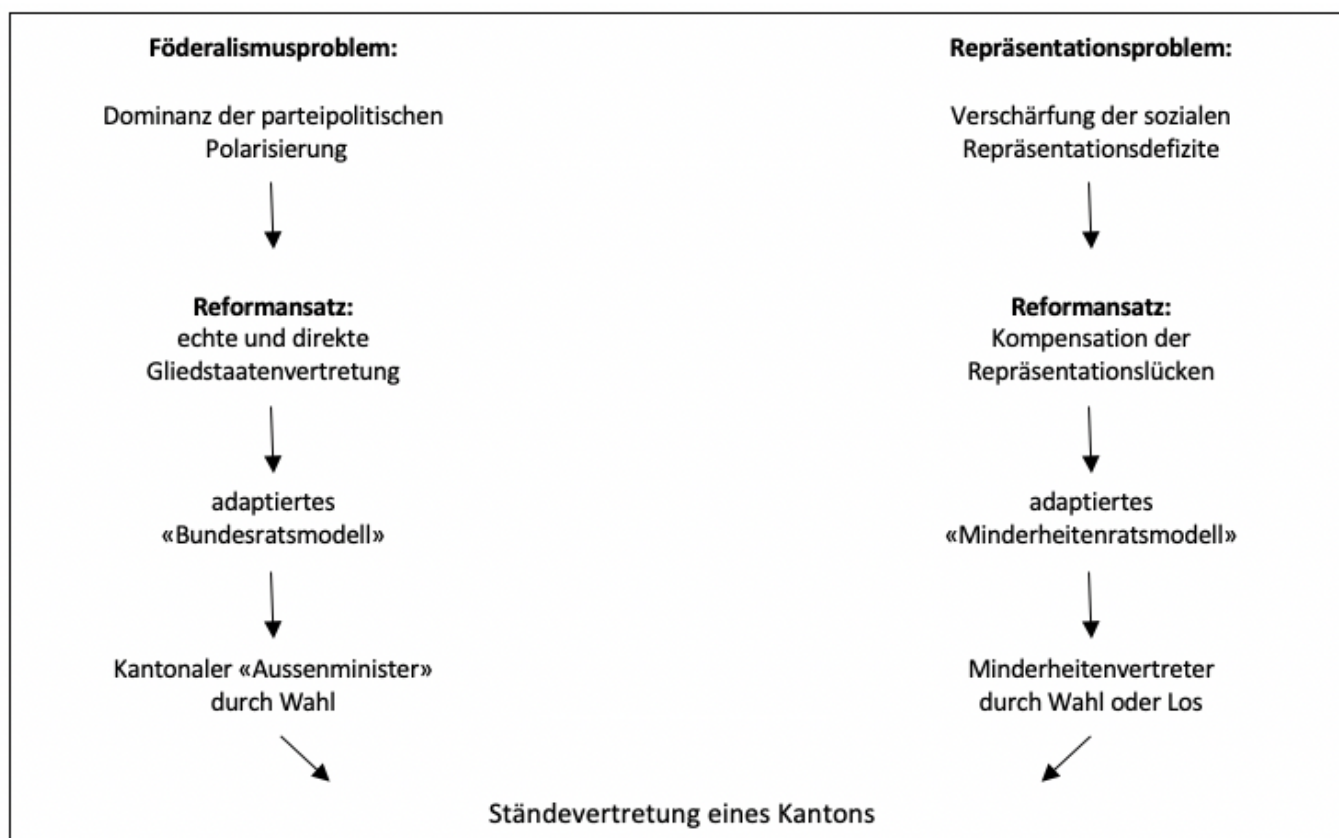 Föderalismusproblem:
Dominanz der parteipolitischen
Polarisierung
Reformansatz:
echte und direkte
Gliedstaatenvertretung
adaptiertes
«Bundesratsmodell»
Kantonaler «Aussenminister»
durch Wahl
Repräsentationsproblem:
Verschärfung der sozialen
Repräsentationsdefizite
Reformansatz:
Kompensation der
Repräsentationslücken
adaptiertes
«Minderheitenratsmodell»
Minderheitenvertreter
durch Wahl oder Los
Ständevertretung eines Kantons